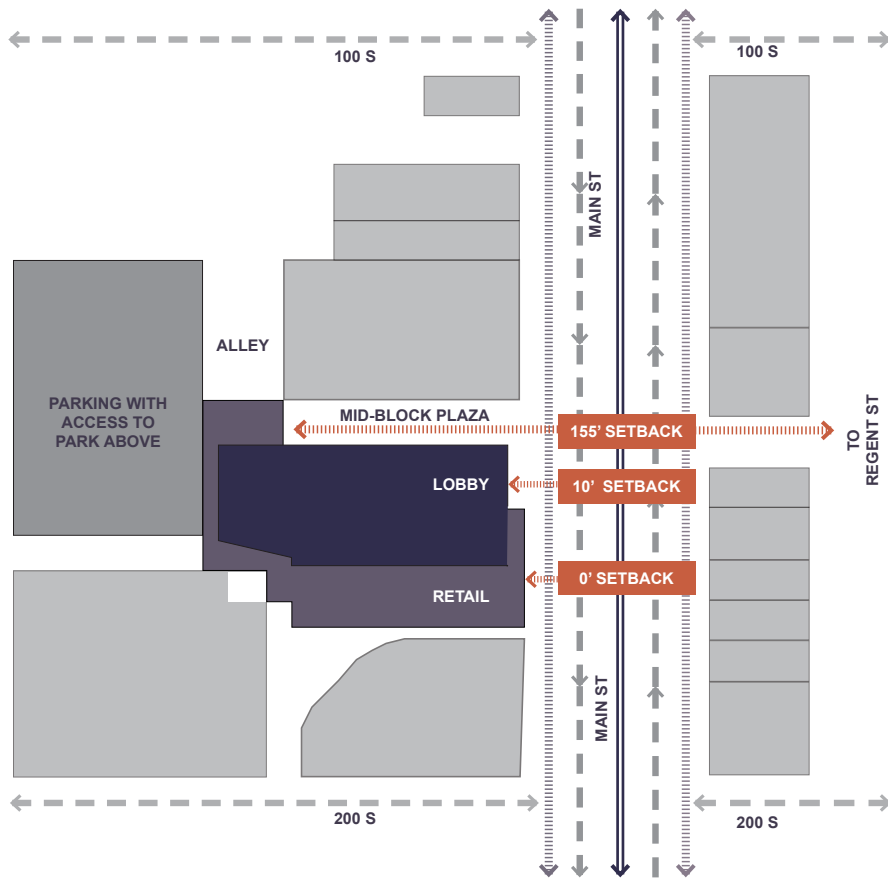 100 S
100 S
MAIN ST
ALLEY
PARKING WITH
ACCESS TO
PARK ABOVE
MID-BLOCK PLAZA
155' SETBACK
TO
REGENT ST
LOBBY
10' SETBACK
0' SETBACK
RETAIL
MAIN ST
200 S
200 S